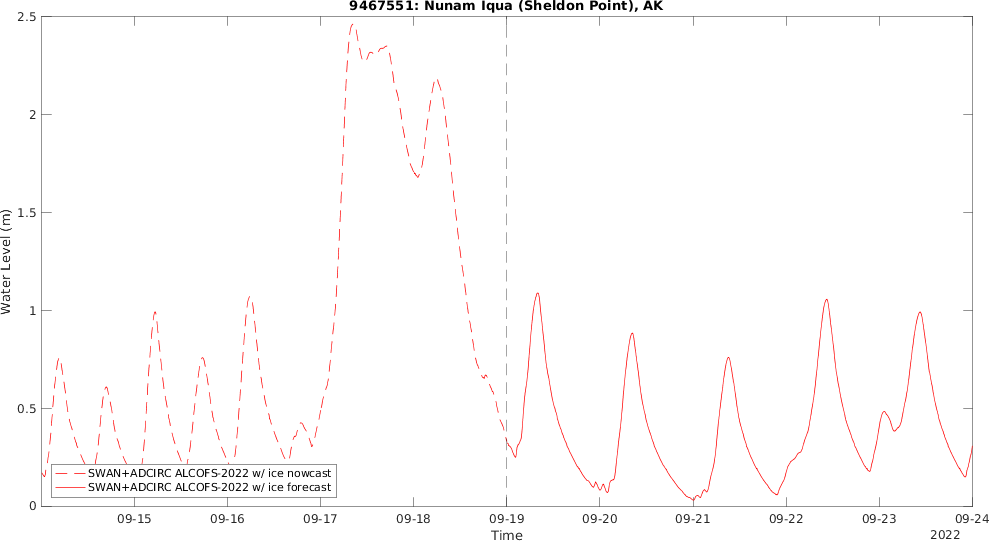 9467551: Nunam Iqua (Sheldon Point), AK
2.5
2
1.5
1
0.5
0
Water Level (m)
SWAN+ADCIRC ALCOFS-2022 w/ ice nowcast
SWAN+ADCIRC ALCOFS-2022 w/ ice forecast
09-15 09-16 09-17 09-18 09-19 09-20 09-21 09-22 09-23 09-24
Time
2022